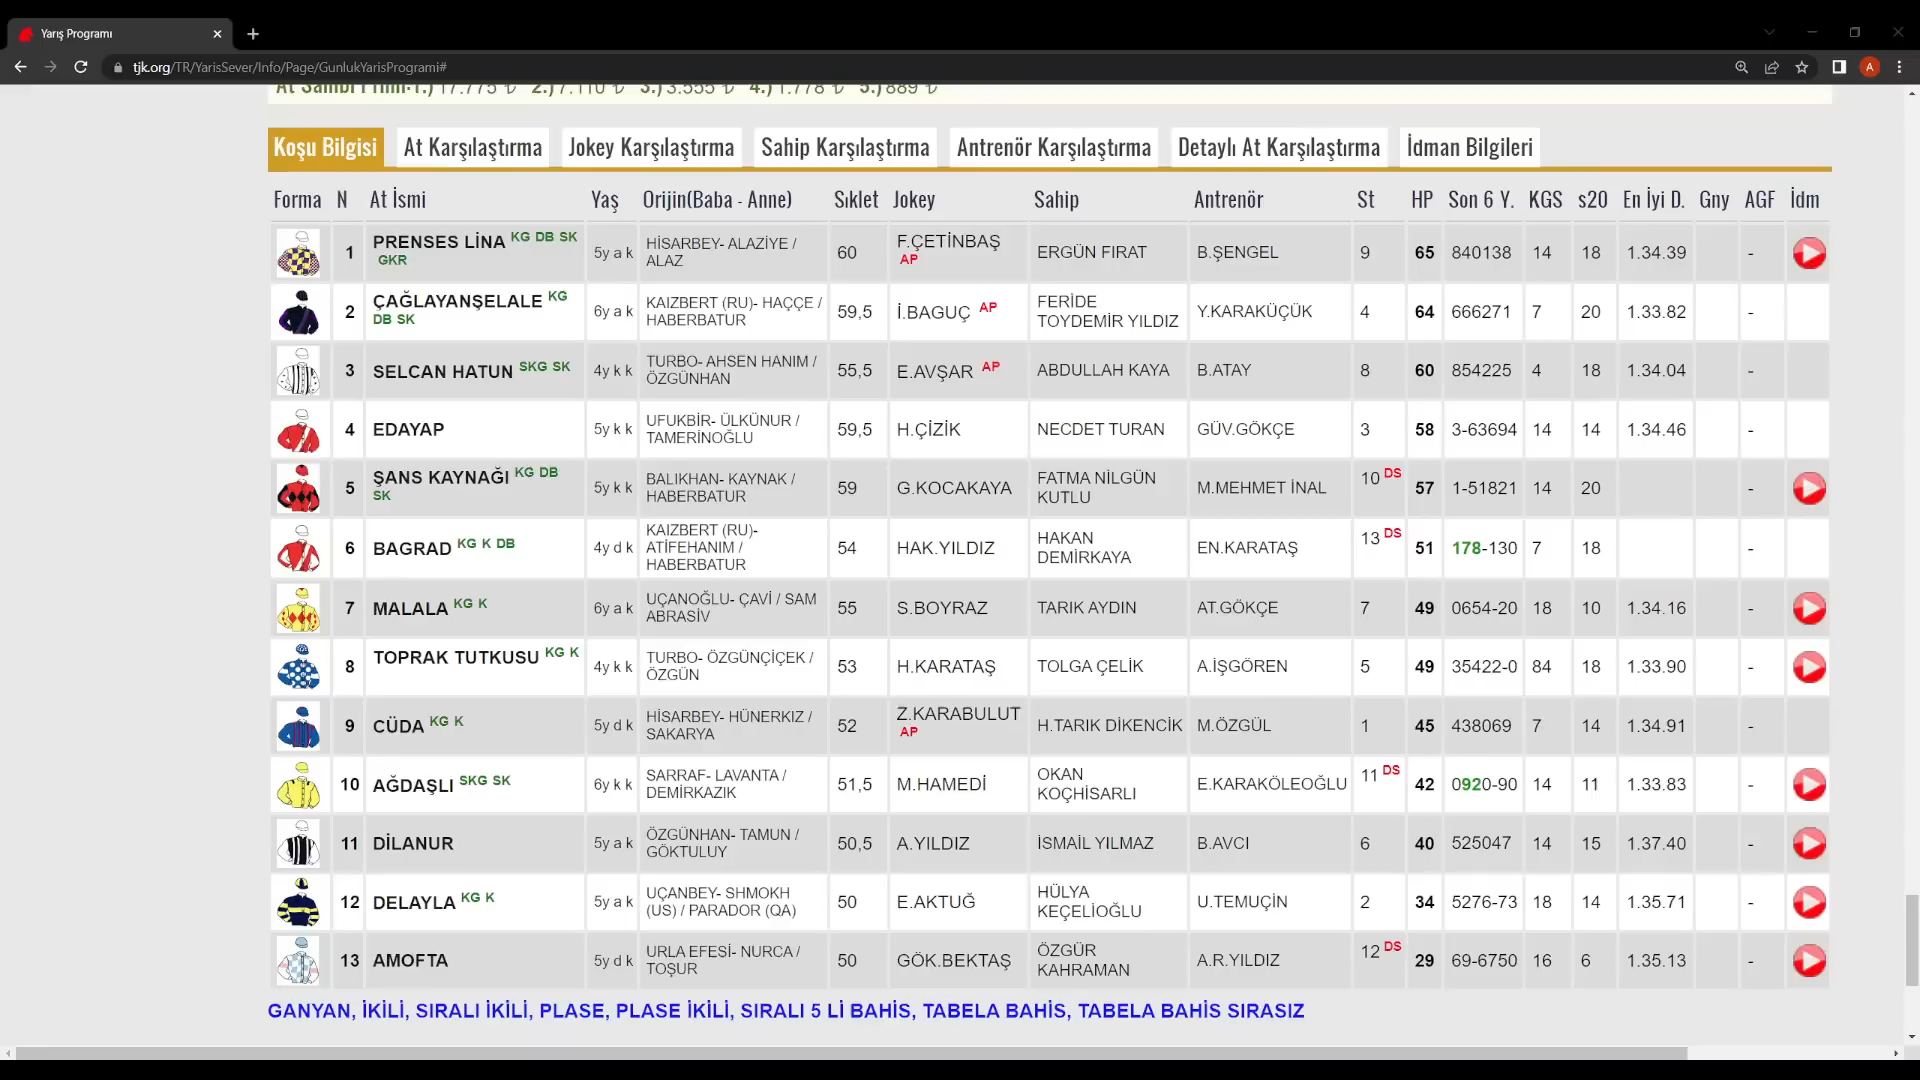 Yarış Programı
tjk.org/TR/YarisSever/Info/Page/GunlukYarisProgrami#
A
At Sahibi Primi:1.) 17.775 ₺ 2.) 7.110 ₺ 3.) 3.555 ₺ 4.) 1.778 ₺ 5.) 889 ₺
Koşu Bilgisi At Karşılaştırma Jokey Karşılaştırma Sahip Karşılaştırma Antrenör Karşılaştırma Detaylı At Karşılaştırma İdman Bilgileri
Forma N At İsmi Yaş Orijin(Baba - Anne) Sıklet Jokey Sahip Antrenör St HP Son 6 Y. KGS s20 En İyi D. Gny AGF İdm
1 PRENSES LİNA KG DB SK GKR 5y a k HİSARBEY- ALAZİYE / ALAZ 60 F.ÇETİNBAŞ AP ERGÜN FIRAT B.ŞENGEL 9 65 840138 14 18 1.34.39 -
2 ÇAĞLAYANŞELALE KG DB SK 6y a k KAIZBERT (RU)- HAÇÇE / HABERBATUR 59,5 İ.BAGUÇ AP FERİDE TOYDEMİR YILDIZ Y.KARAKÜÇÜK 4 64 666271 7 20 1.33.82 -
3 SELCAN HATUN SKG SK 4y k k TURBO- AHSEN HANIM / ÖZGÜNHAN 55,5 E.AVŞAR AP ABDULLAH KAYA B.ATAY 8 60 854225 4 18 1.34.04 -
4 EDAYAP 5y k k UFUKBİR- ÜLKÜNUR / TAMERİNOĞLU 59,5 H.ÇİZİK NECDET TURAN GÜV.GÖKÇE 3 58 3-63694 14 14 1.34.46 -
5 ŞANS KAYNAĞI KG DB SK 5y k k BALIKHAN- KAYNAK / HABERBATUR 59 G.KOCAKAYA FATMA NİLGÜN KUTLU M.MEHMET İNAL 10 DS 57 1-51821 14 20 -
6 BAGRAD KG K DB 4y d k KAIZBERT (RU)- ATİFEHANIM / HABERBATUR 54 HAK.YILDIZ HAKAN DEMİRKAYA EN.KARATAŞ 13 DS 51 178-130 7 18 -
7 MALALA KG K 6y a k UÇANOĞLU- ÇAVİ / SAM ABRASİV 55 S.BOYRAZ TARIK AYDIN AT.GÖKÇE 7 49 0654-20 18 10 1.34.16 -
8 TOPRAK TUTKUSU KG K 4y k k TURBO- ÖZGÜNÇİÇEK / ÖZGÜN 53 H.KARATAŞ TOLGA ÇELİK A.İŞGÖREN 5 49 35422-0 84 18 1.33.90 -
9 CÜDA KG K 5y d k HİSARBEY- HÜNERKIZ / SAKARYA 52 Z.KARABULUT AP H.TARIK DİKENCİK M.ÖZGÜL 1 45 438069 7 14 1.34.91 -
10 AĞDAŞLI SKG SK 6y k k SARRAF- LAVANTA / DEMİRKAZIK 51,5 M.HAMEDİ OKAN KOÇHİSARLI E.KARAKÖLEOĞLU 11 DS 42 0920-90 14 11 1.33.83 -
11 DİLANUR 5y a k ÖZGÜNHAN- TAMUN / GÖKTULUY 50,5 A.YILDIZ İSMAİL YILMAZ B.AVCI 6 40 525047 14 15 1.37.40 -
12 DELAYLA KG K 5y a k UÇANBEY- SHMOKH (US) / PARADOR (QA) 50 E.AKTUĞ HÜLYA KEÇELİOĞLU U.TEMUÇİN 2 34 5276-73 18 14 1.35.71 -
13 AMOFTA 5y d k URLA EFESİ- NURCA / TOŞUR 50 GÖK.BEKTAŞ ÖZGÜR KAHRAMAN A.R.YILDIZ 12 DS 29 69-6750 16 6 1.35.13 -
GANYAN, İKİLİ, SIRALI İKİLİ, PLASE, PLASE İKİLİ, SIRALI 5 Lİ BAHİS, TABELA BAHİS, TABELA BAHİS SIRASIZ